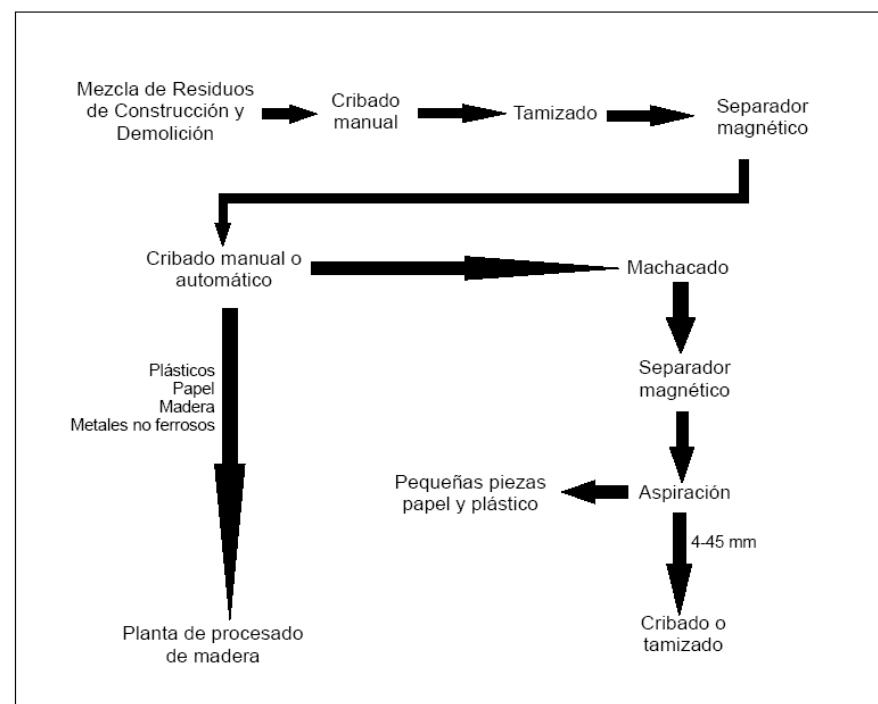 Mezcla de Residuos
de Construcción y
Demolición
Cribado
manual
Tamizado
Separador
magnético
Cribado manual o
automático
Machacado
Plásticos
Papel
Madera
Metales no ferrosos
Separador
magnético
Pequeñas piezas
papel y plástico
Aspiración
4-45 mm
Planta de procesado
de madera
Cribado o
tamizado